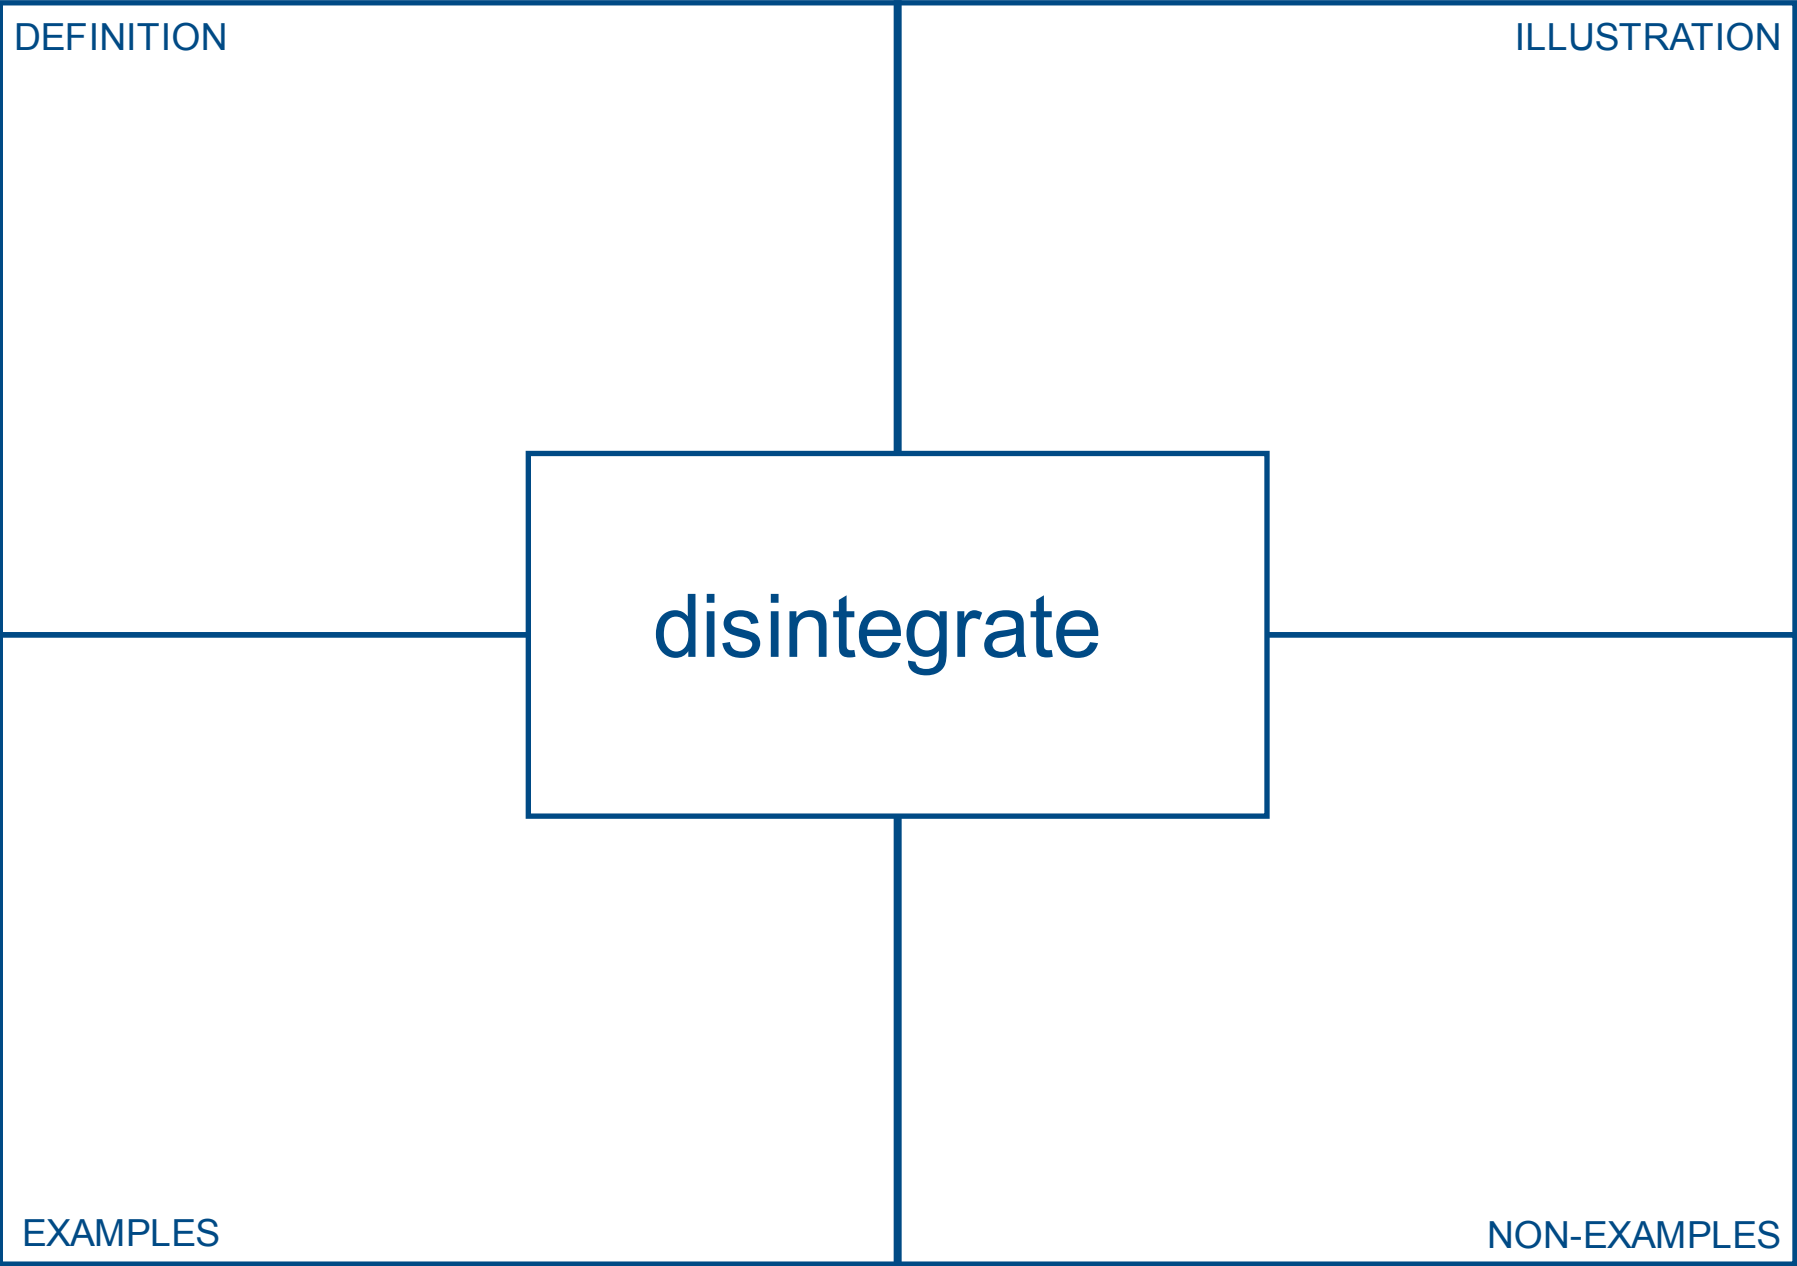 DEFINITION
ILLUSTRATION
disintegrate
EXAMPLES
NON-EXAMPLES